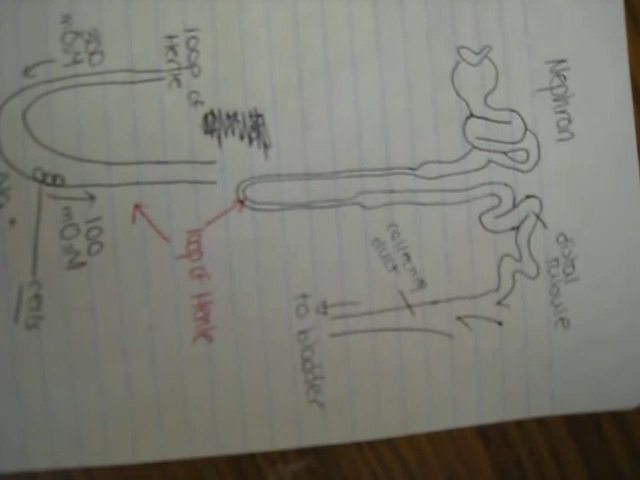 Nephron
distal
tubule
collecting
duct
to bladder
loop of
Henle
loop of Henle
300
mOsM
100
mOsM
cells